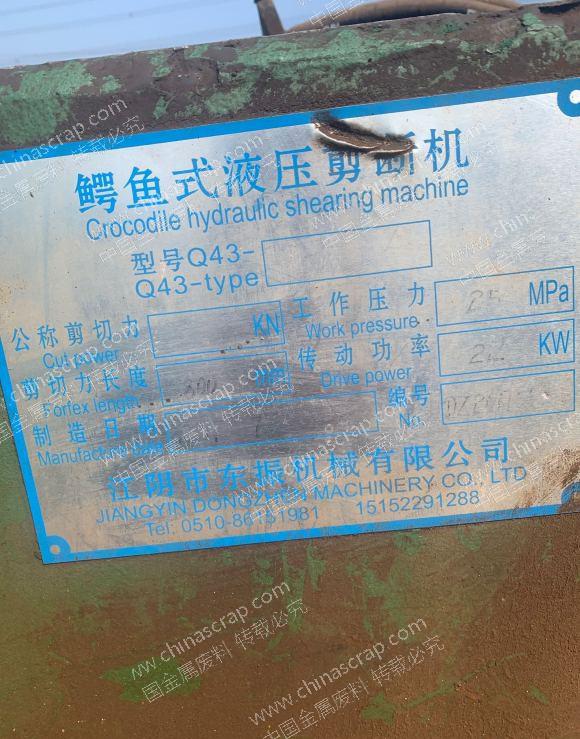 鳄鱼式液压剪断机
Crocodile hydraulic shearing machine
型号Q43-
Q43-type
公称剪切力 KN 工作压力 25 MPa
Cut power Work pressure
剪切力长度 mm 传动功率 KW
Forfex length Drive power
制造日期 编号
Manufacture date No.
江阴市东振机械有限公司
JIANGYIN DONGZHEN MACHINERY CO., LTD
Tel. 0510-86151981 15152291288
www.chinascrap.com
中国金属废料 转载必究